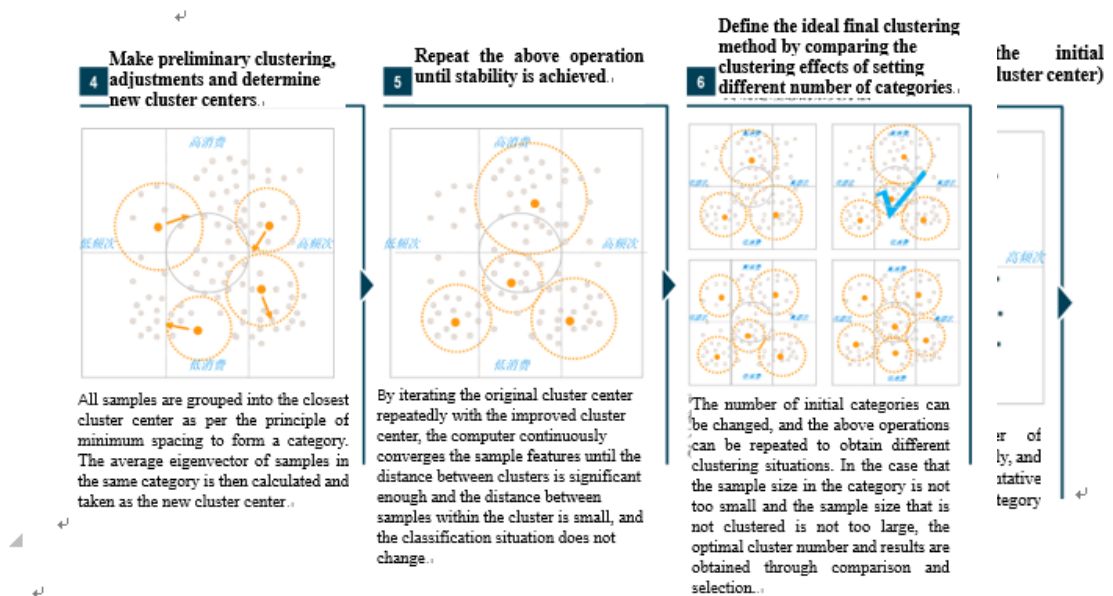 4
Make preliminary clustering,
adjustments and determine
new cluster centers.
高消费
低频次
高频次
低消费
All samples are grouped into the closest
cluster center as per the principle of
minimum spacing to form a category.
The average eigenvector of samples in
the same category is then calculated and
taken as the new cluster center.
5
Repeat the above operation
until stability is achieved.
高消费
低频次
高频次
低消费
By iterating the original cluster center
repeatedly with the improved cluster
center, the computer continuously
converges the sample features until the
distance between clusters is significant
enough and the distance between
samples within the cluster is small, and
the classification situation does not
change.
6
Define the ideal final clustering
method by comparing the
clustering effects of setting
different number of categories.
The number of initial categories can
be changed, and the above operations
can be repeated to obtain different
clustering situations. In the case that
the sample size in the category is not
too small and the sample size that is
not clustered is not too large, the
optimal cluster number and results are
obtained through comparison and
selection.
the initial
luster center)
高频次
er of
ly, and
ntative
tegory